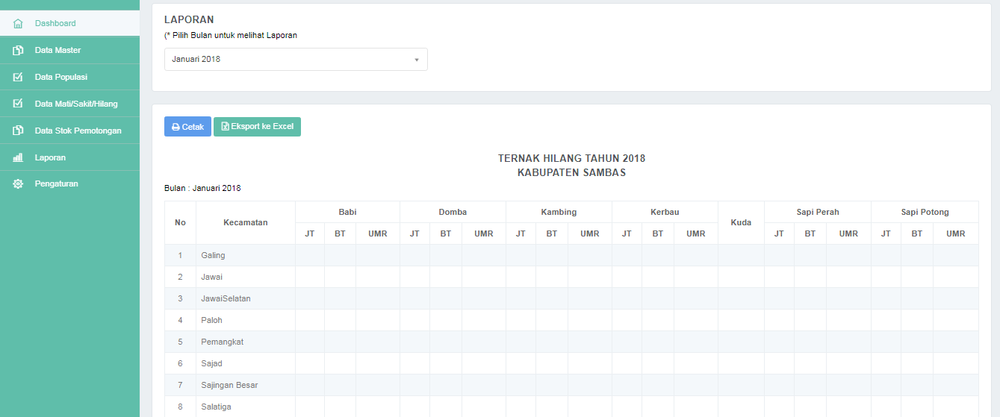 Dashboard
Data Master
Data Populasi
Data Mati/Sakit/Hilang
Data Stok Pemotongan
Laporan
Pengaturan
LAPORAN
(* Pilih Bulan untuk melihat Laporan
Januari 2018
Cetak
Eksport ke Excel
TERNAK HILANG TAHUN 2018
KABUPATEN SAMBAS
Bulan : Januari 2018
No Kecamatan Babi Domba Kambing Kerbau Kuda Sapi Perah Sapi Potong
JT BT UMR JT BT UMR JT BT UMR JT BT UMR JT BT UMR JT BT UMR
1 Galing
2 Jawai
3 JawaiSelatan
4 Paloh
5 Pemangkat
6 Sajad
7 Sajingan Besar
8 Salatiga